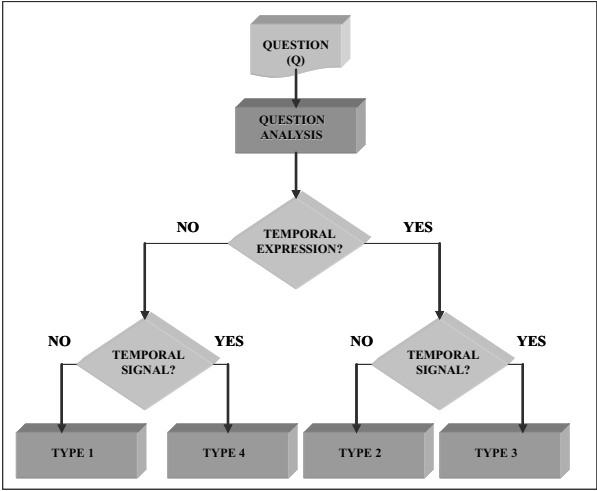 QUESTION
(Q)
QUESTION
ANALYSIS
NO
YES
TEMPORAL
EXPRESSION?
NO
YES
NO
YES
TEMPORAL
SIGNAL?
TEMPORAL
SIGNAL?
TYPE 1
TYPE 4
TYPE 2
TYPE 3